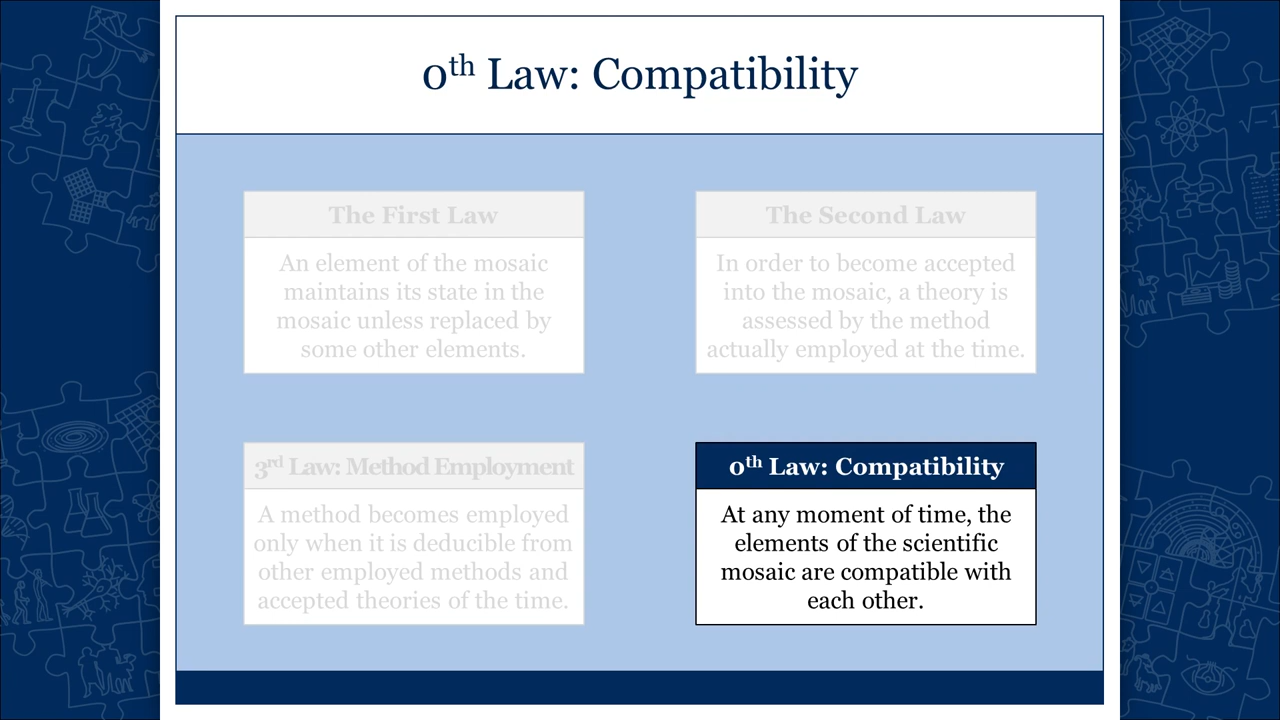 0th Law: Compatibility
The First Law
An element of the mosaic
maintains its state in the
mosaic unless replaced by
some other elements.
The Second Law
In order to become accepted
into the mosaic, a theory is
assessed by the method
actually employed at the time.
3rd Law: Method Employment
A method becomes employed
only when it is deducible from
other employed methods and
accepted theories of the time.
0th Law: Compatibility
At any moment of time, the
elements of the scientific
mosaic are compatible with
each other.
√-1